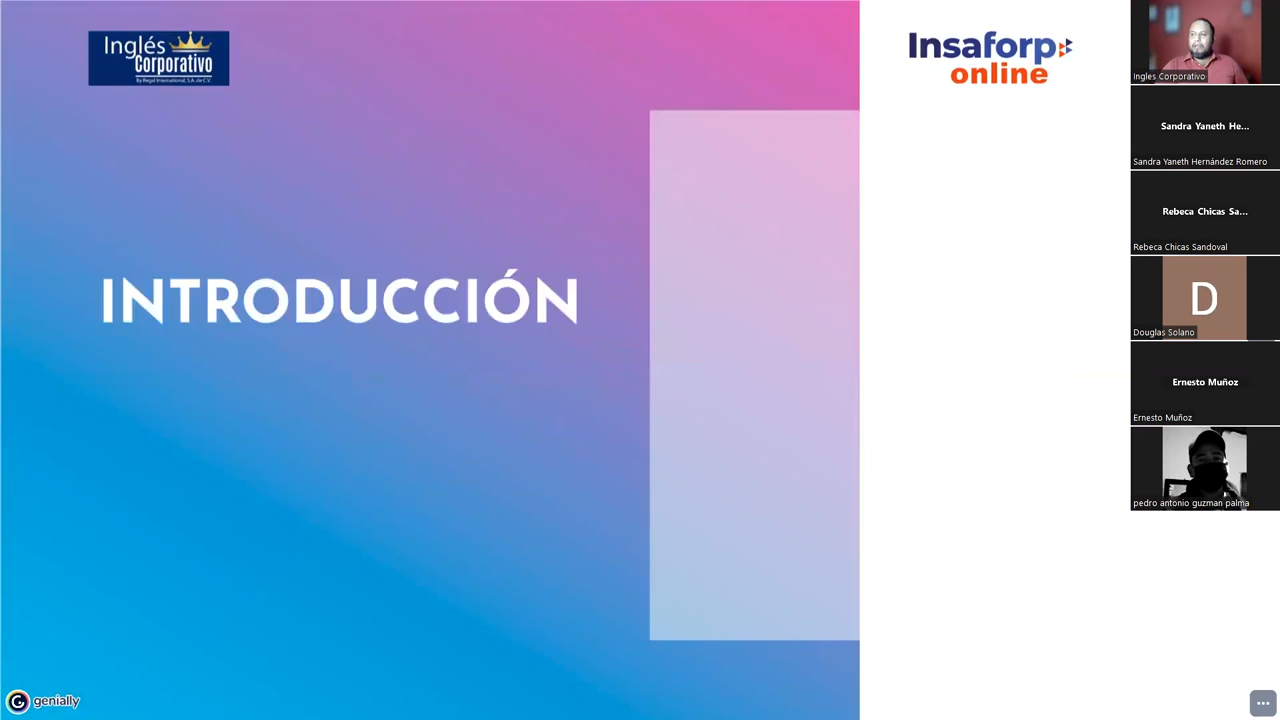 Inglés
Corporativo
By Regal International, S.A. de C.V.
Insaforp
online
INTRODUCCIÓN
genially
Ingles Corporativo
Sandra Yaneth He...
Sandra Yaneth Hernández Romero
Rebeca Chicas Sa...
Rebeca Chicas Sandoval
D
Douglas Solano
Ernesto Muñoz
Ernesto Muñoz
pedro antonio guzman palma